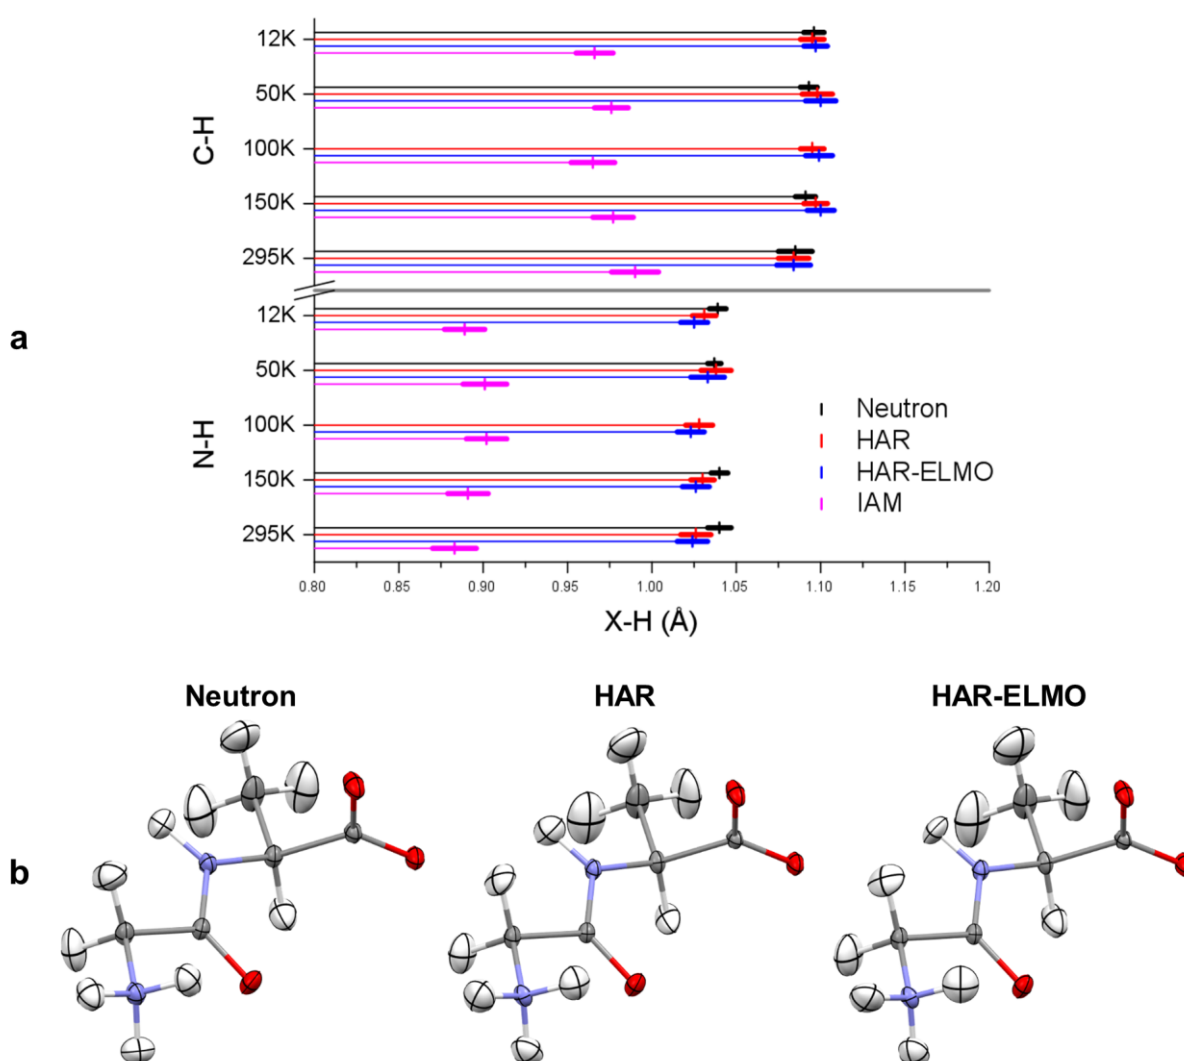 12K
50K
C-H
100K
150K
295K
12K
a
50K
Neutron
HAR
N-H
100K
HAR-ELMO
150K
IAM
295K
0.80 0.85 0.90 0.95 1.00 1.05 1.10 1.15 1.20
X-H (Å)
Neutron HAR HAR-ELMO
b